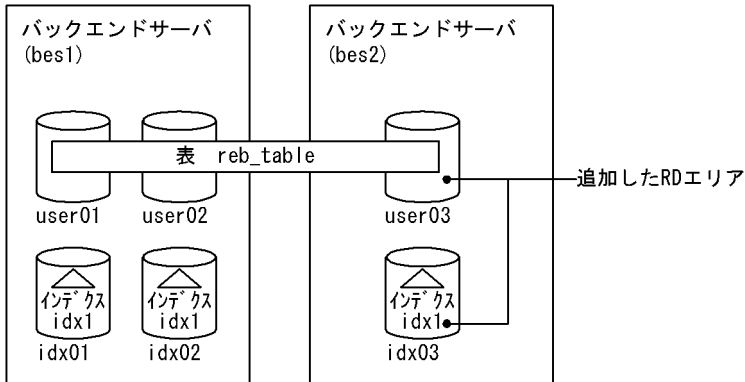 バックエンドサーバ
(bes1)
バックエンドサーバ
(bes2)
表 reb_table
追加したRDエリア
user01
user02
user03
インデクス
idx1
インデクス
idx1
インデクス
idx1
idx01
idx02
idx03